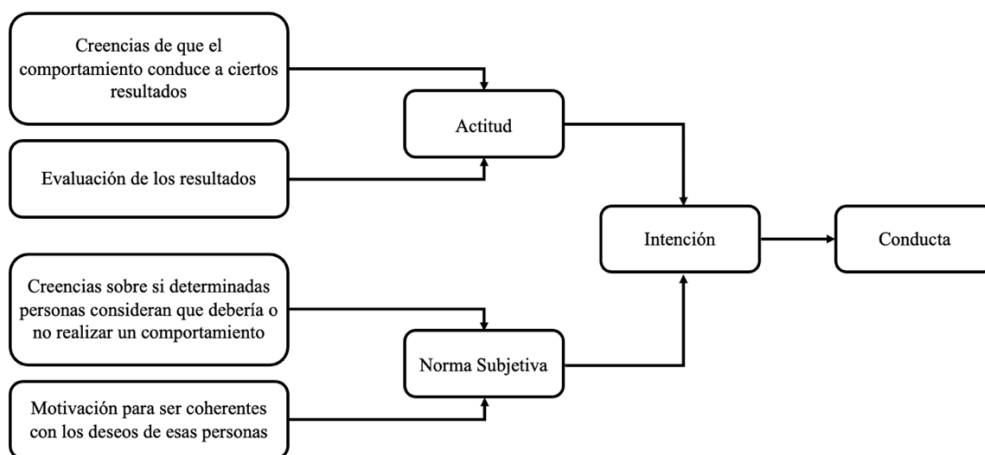 Creencias de que el
comportamiento conduce a ciertos
resultados
Actitud
Evaluación de los resultados
Intención
Conducta
Creencias sobre si determinadas
personas consideran que debería o
no realizar un comportamiento
Norma Subjetiva
Motivación para ser coherentes
con los deseos de esas personas